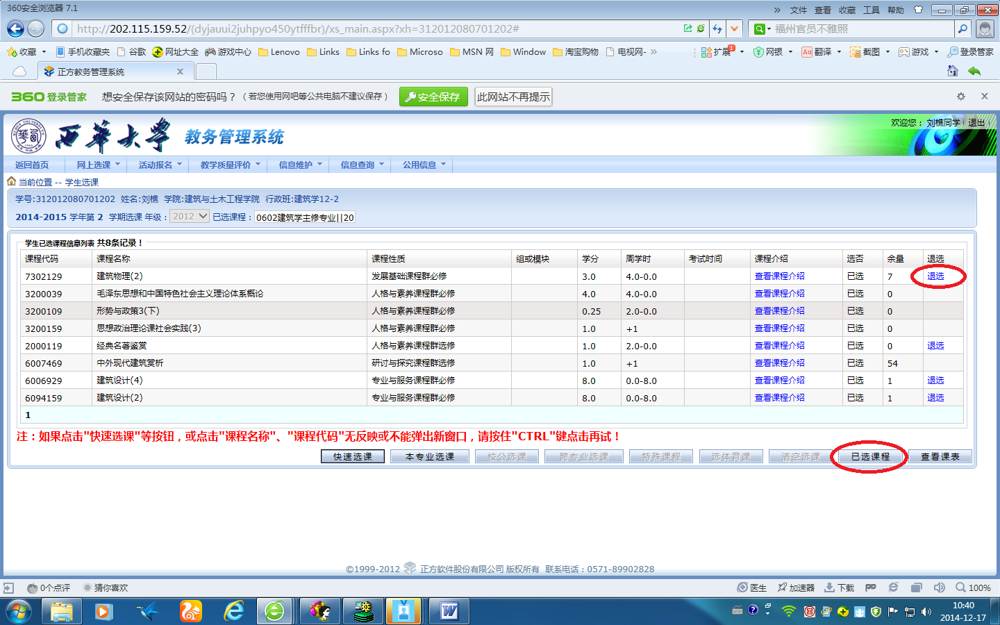 360安全浏览器 7.1
» 文件 查看 收藏 工具 帮助
http://202.115.159.52/(dyjauui2juhpyo450ytfffbr)/xs_main.aspx?xh=312012080701202#
福州官员不雅照
收藏 手机收藏夹 谷歌 网址大全 游戏中心 Lenovo Links Links fo Microso MSN 网 Window 淘宝购物 电视网- » 扩展 1 网银 翻译 截图 游戏 登录管家
正方教务管理系统
360登录管家 想安全保存该网站的密码吗？（若您使用网吧等公共电脑不建议保存） 安全保存 此网站不再提示
西华大学 教务管理系统
欢迎您： 刘樵同学 退出
返回首页 网上选课 活动报名 教学质量评价 信息维护 信息查询 公用信息
当前位置 -- 学生选课
学号:312012080701202 姓名:刘樵 学院:建筑与土木工程学院 行政班:建筑学12-2
2014-2015 学年第 2 学期选课 年级： 2012 已选课程： 0602建筑学主修专业||20
学生已选课程信息列表 共8条记录！
课程代码 课程名称 课程性质 组或模块 学分 周学时 考试时间 课程介绍 选否 余量 退选
7302129 建筑物理(2) 发展基础课程群必修 3.0 4.0-0.0 查看课程介绍 已选 7 退选
3200039 毛泽东思想和中国特色社会主义理论体系概论 人格与素养课程群必修 4.0 4.0-0.0 查看课程介绍 已选 0
3200109 形势与政策3(下) 人格与素养课程群必修 0.25 2.0-0.0 查看课程介绍 已选 0
3200159 思想政治理论课社会实践(3) 人格与素养课程群必修 1.0 +1 查看课程介绍 已选 0
2000119 经典名著鉴赏 人格与素养课程群选修 1.0 2.0-0.0 查看课程介绍 已选 0 退选
6007469 中外现代建筑赏析 研讨与探究课程群选修 1.0 +1 查看课程介绍 已选 54
6006929 建筑设计(4) 专业与服务课程群必修 8.0 0.0-8.0 查看课程介绍 已选 1 退选
6094159 建筑设计(2) 专业与服务课程群必修 8.0 0.0-8.0 查看课程介绍 已选 1 退选
1
注：如果点击"快速选课"等按钮，或点击"课程名称"、"课程代码"无反映或不能弹出新窗口，请按住"CTRL"键点击再试！
快速选课 本专业选课 校公选课 跨专业选课 特殊课程 选体育课 清空选课 已选课程 查看课表
©1999-2012 正方软件股份有限公司 版权所有 联系电话：0571-89902828
0个点评 猜你喜欢 医生 加速器 下载 100%
10:40
2014-12-17